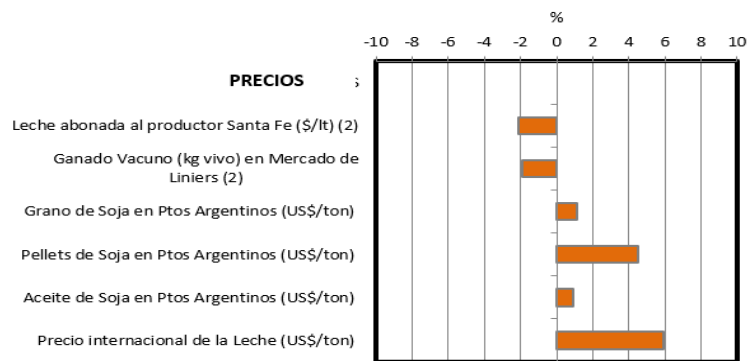 %
-10 -8 -6 -4 -2 0 2 4 6 8 10
PRECIOS
Leche abonada al productor Santa Fe ($/lt) (2)
Ganado Vacuno (kg vivo) en Mercado de
Liniers (2)
Grano de Soja en Ptos Argentinos (US$/ton)
Pellets de Soja en Ptos Argentinos (US$/ton)
Aceite de Soja en Ptos Argentinos (US$/ton)
Precio internacional de la Leche (US$/ton)